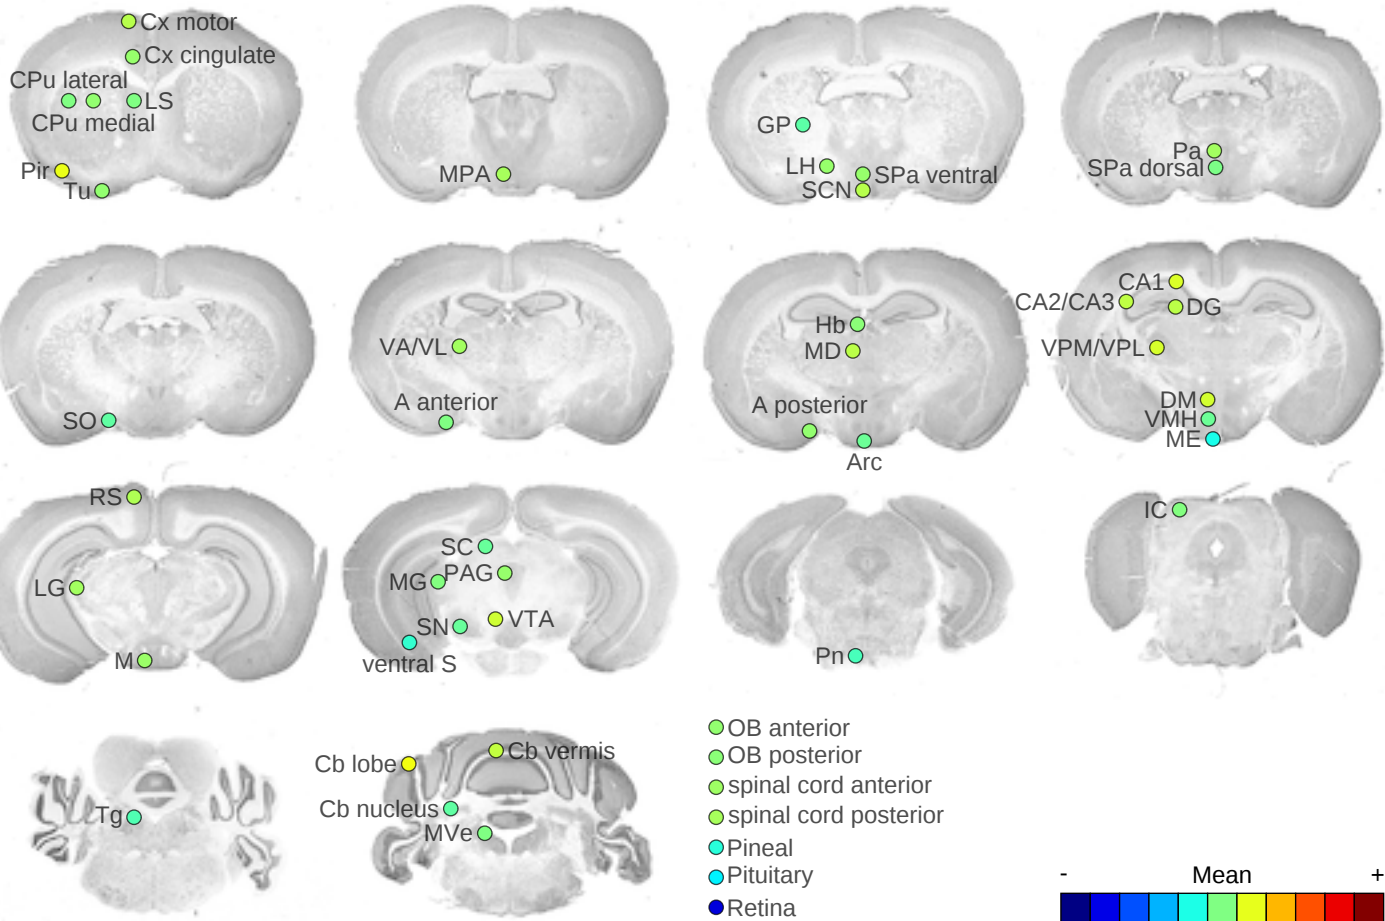 Cx motor
Cx cingulate
CPu lateral
LS
CPu medial
Pir
Tu
MPA
GP
LH
SPa ventral
SCN
Pa
SPa dorsal
SO
VA/VL
A anterior
Hb
MD
A posterior
Arc
CA1
CA2/CA3
DG
VPM/VPL
DM
VMH
ME
RS
LG
M
SC
MG
PAG
SN
VTA
ventral S
Pn
IC
Tg
Cb lobe
Cb vermis
Cb nucleus
MVe
OB anterior
OB posterior
spinal cord anterior
spinal cord posterior
Pineal
Pituitary
Retina
- Mean +